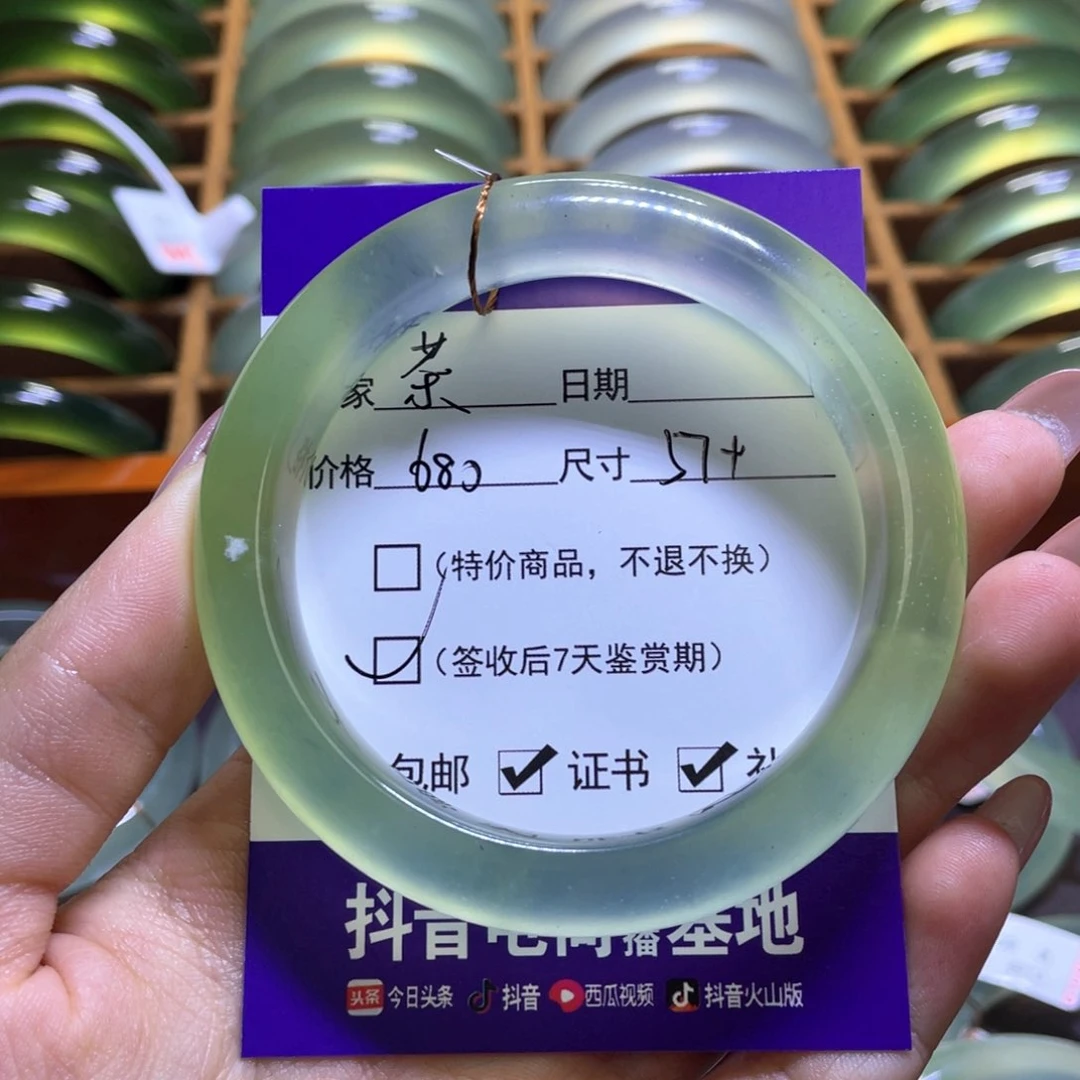 家 茶 日期
价格 680 尺寸 57+
(特价商品，不退不换)
(签收后7天鉴赏期)
包邮 证书
抖音电商直播基地
头条 今日头条 抖音 西瓜视频 抖音火山版